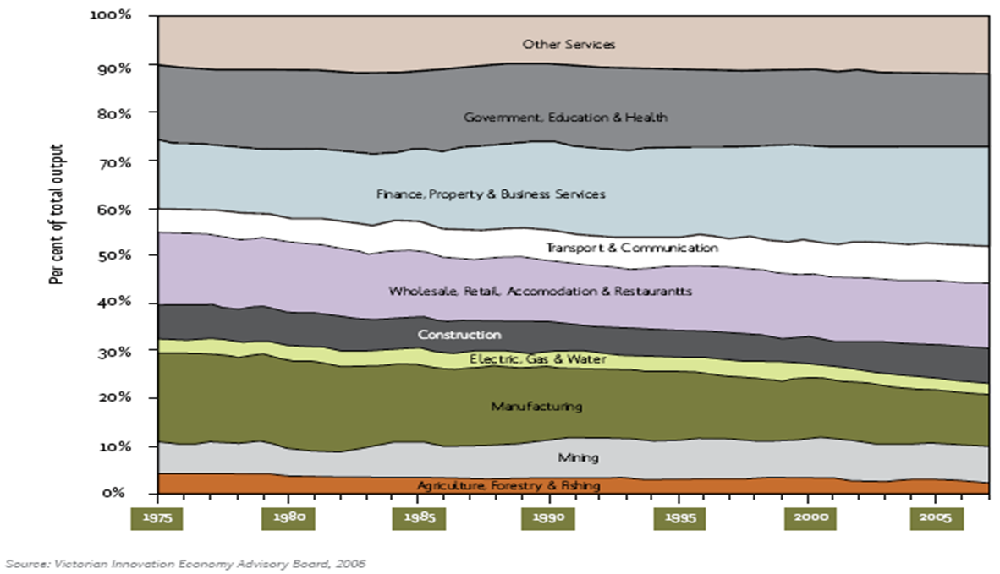 100%
90%
80%
70%
60%
50%
40%
30%
20%
10%
0%
Per cent of total output
Other Services
Government, Education & Health
Finance, Property & Business Services
Transport & Communication
Wholesale, Retail, Accomodation & Restaurantts
Construction
Electric, Gas & Water
Manufacturing
Mining
Agriculture, Forestry & Fishing
1975 1980 1985 1990 1995 2000 2005
Source: Victorian Innovation Economy Advisory Board, 2006